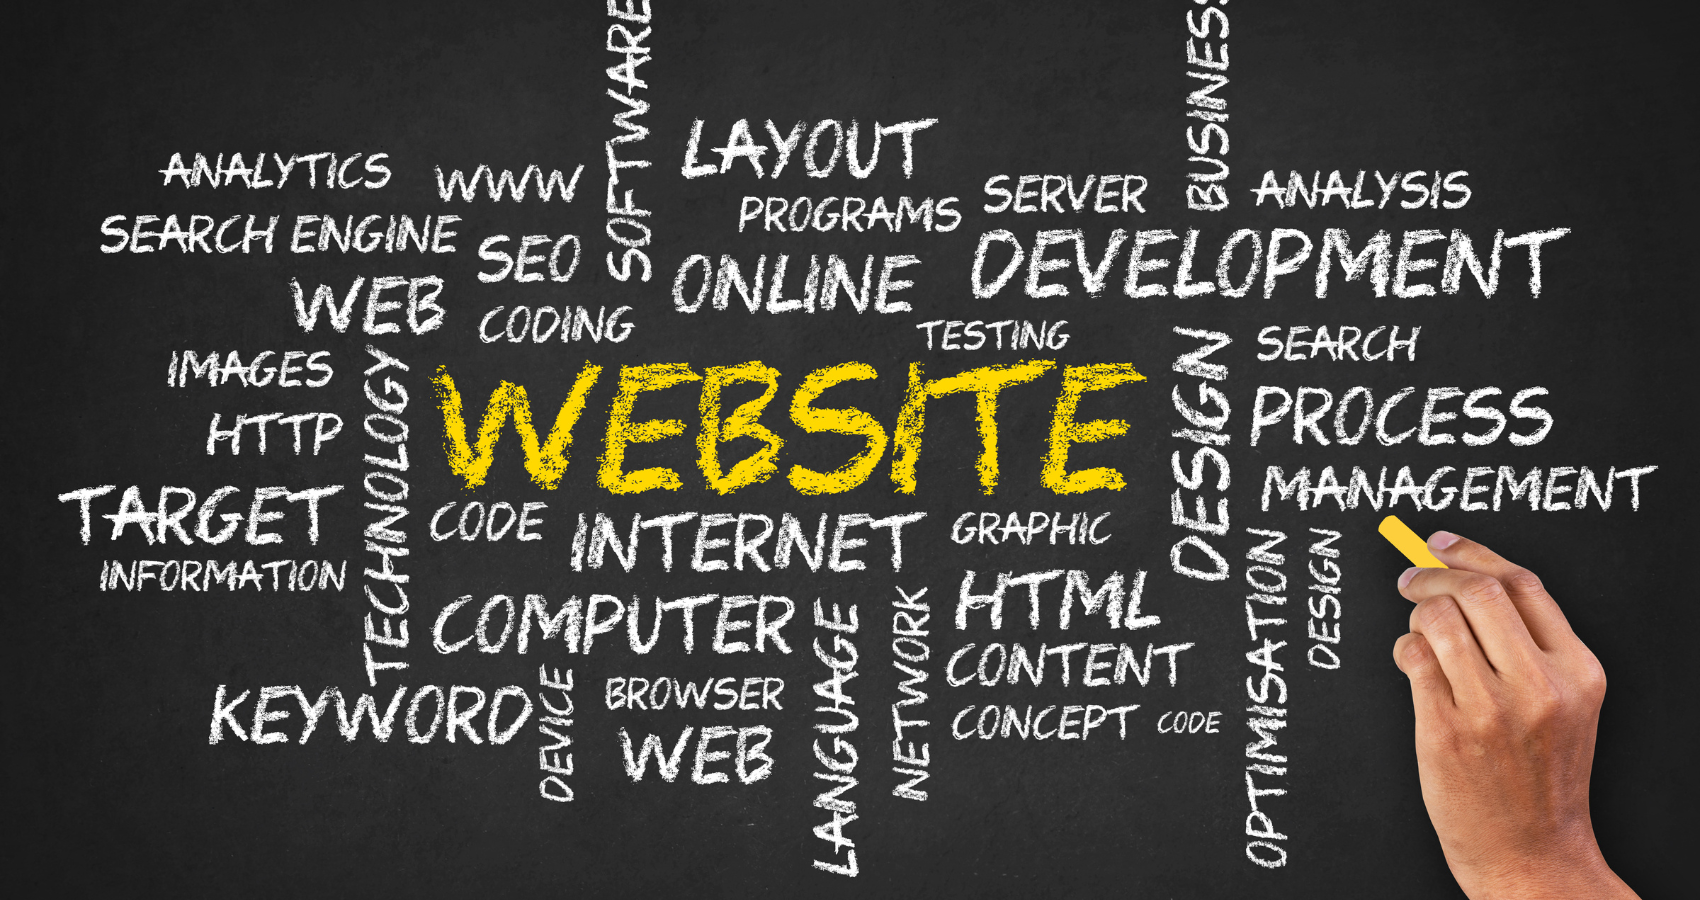 SOFTWARE
BUSINESS
LAYOUT
ANALYTICS
WWW
SERVER
ANALYSIS
PROGRAMS
SEARCH ENGINE
SEO
ONLINE
DEVELOPMENT
WEB
CODING
TESTING
SEARCH
IMAGES
TECHNOLOGY
WEBSITE
DESIGN
PROCESS
HTTP
MANAGEMENT
TARGET
CODE
INTERNET
GRAPHIC
OPTIMISATION
DESIGN
INFORMATION
COMPUTER
LANGUAGE
NETWORK
HTML
CONTENT
KEYWORD
DEVICE
BROWSER
CONCEPT
CODE
WEB